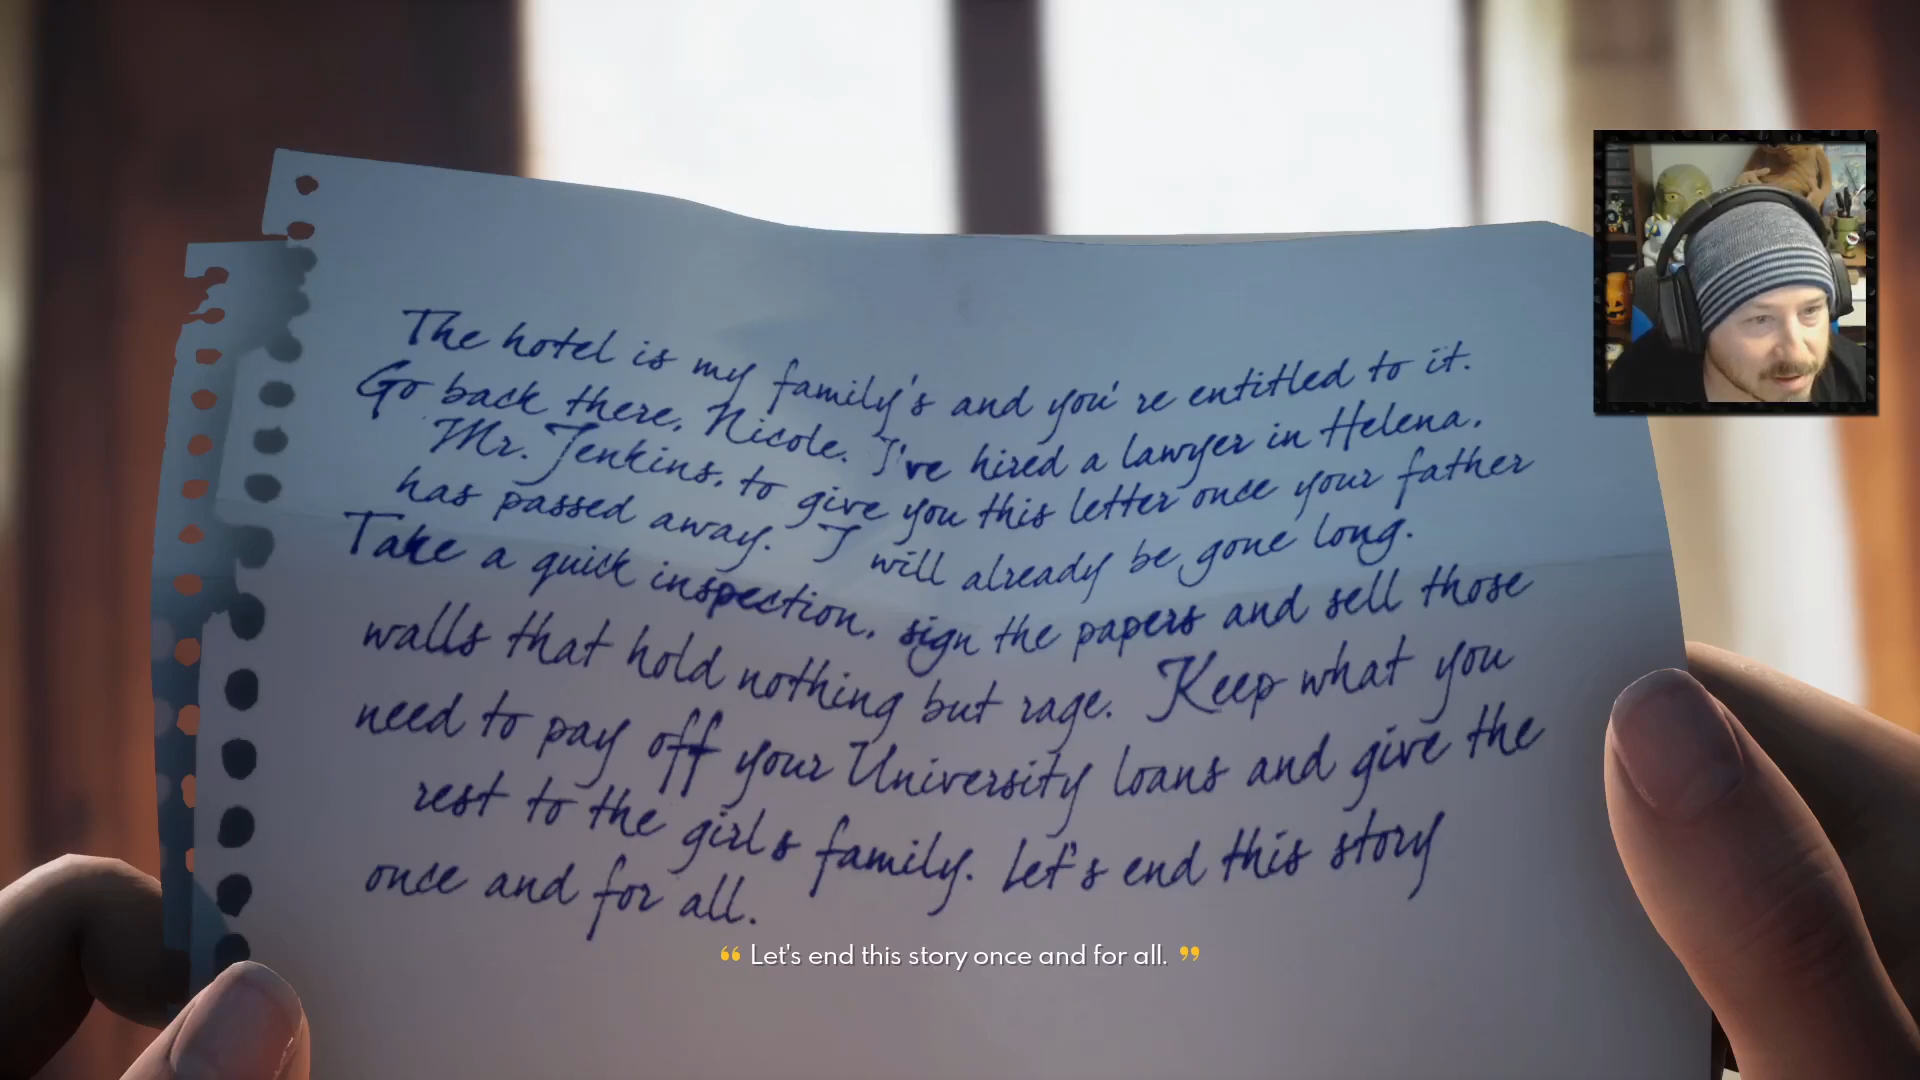 The hotel is my family's and you're entitled to it.
Go back there, Nicole. I've hired a lawyer in Helena,
Mr. Jenkins, to give you this letter once your father
has passed away. I will already be gone long.
Take a quick inspection, sign the papers and sell those
walls that hold nothing but rage. Keep what you
need to pay off your University loans and give the
rest to the girls family. Let's end this story
once and for all.
“ Let's end this story once and for all. ”